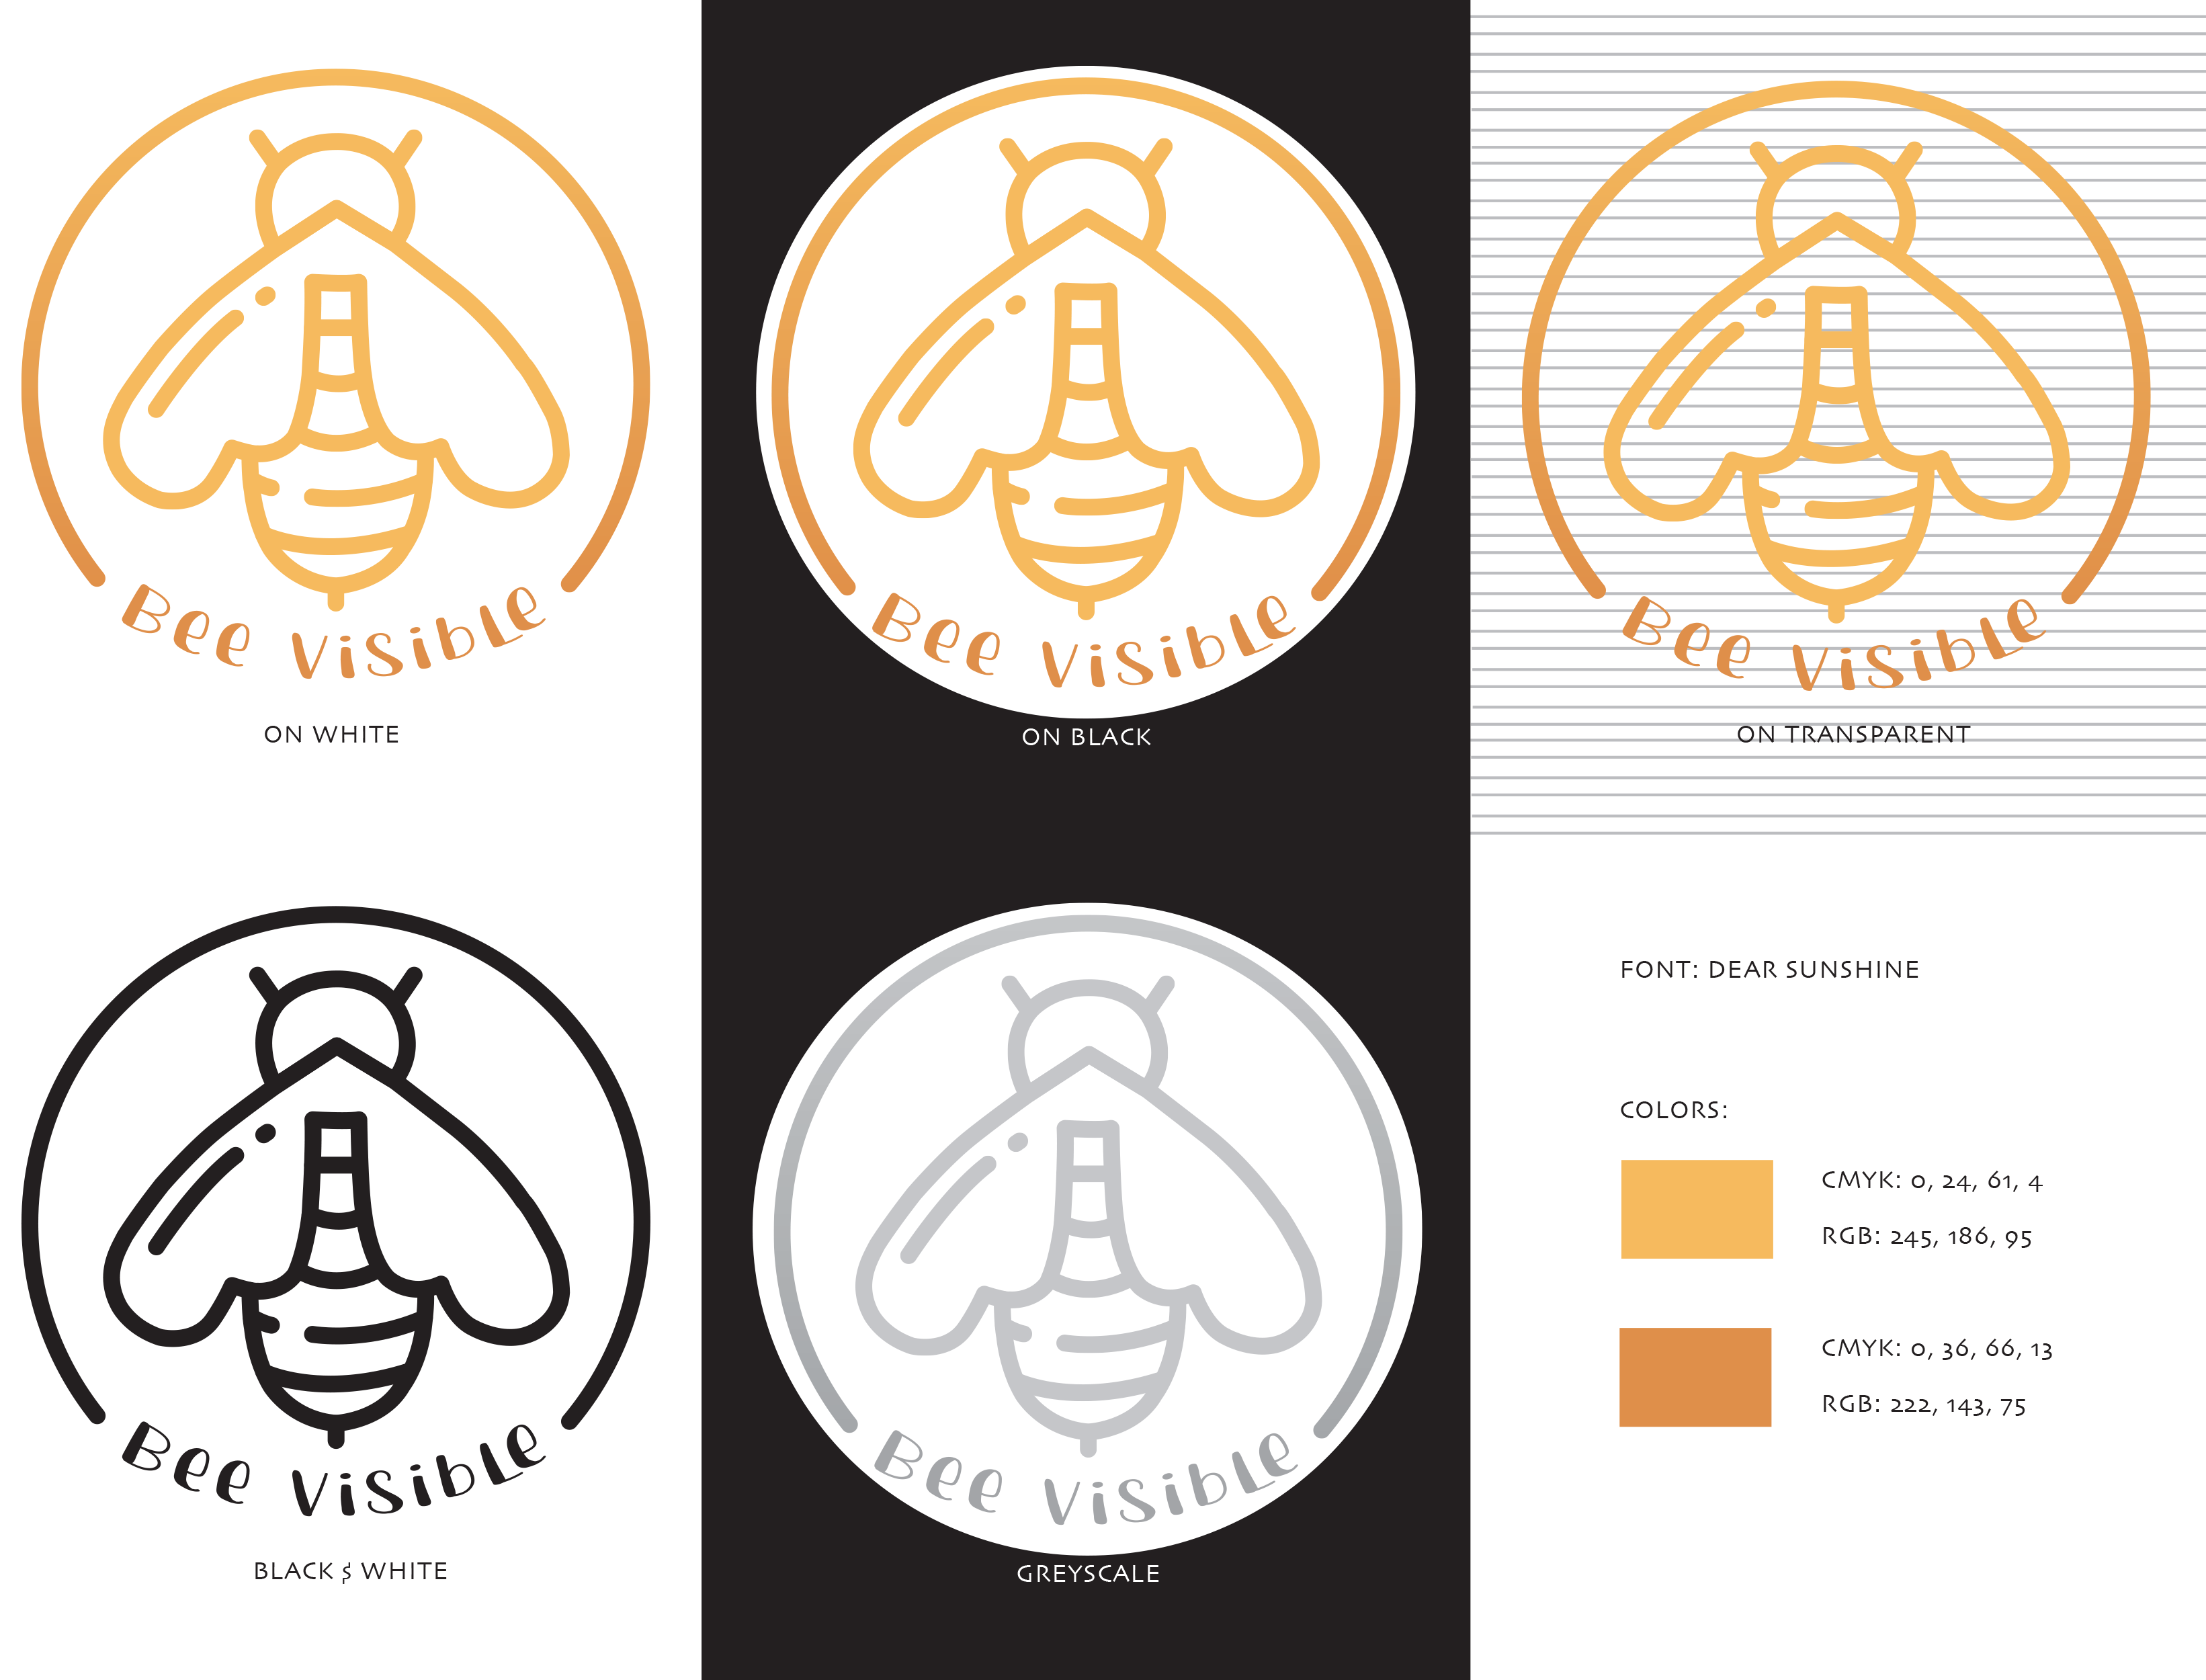 Bee Visible
ON WHITE
Bee Visible
ON BLACK
Bee Visible
ON TRANSPARENT
Bee Visible
BLACK & WHITE
Bee Visible
GREYSCALE
FONT: DEAR SUNSHINE
COLORS:
CMYK: 0, 24, 61, 4
RGB: 245, 186, 95
CMYK: 0, 36, 66, 13
RGB: 222, 143, 75